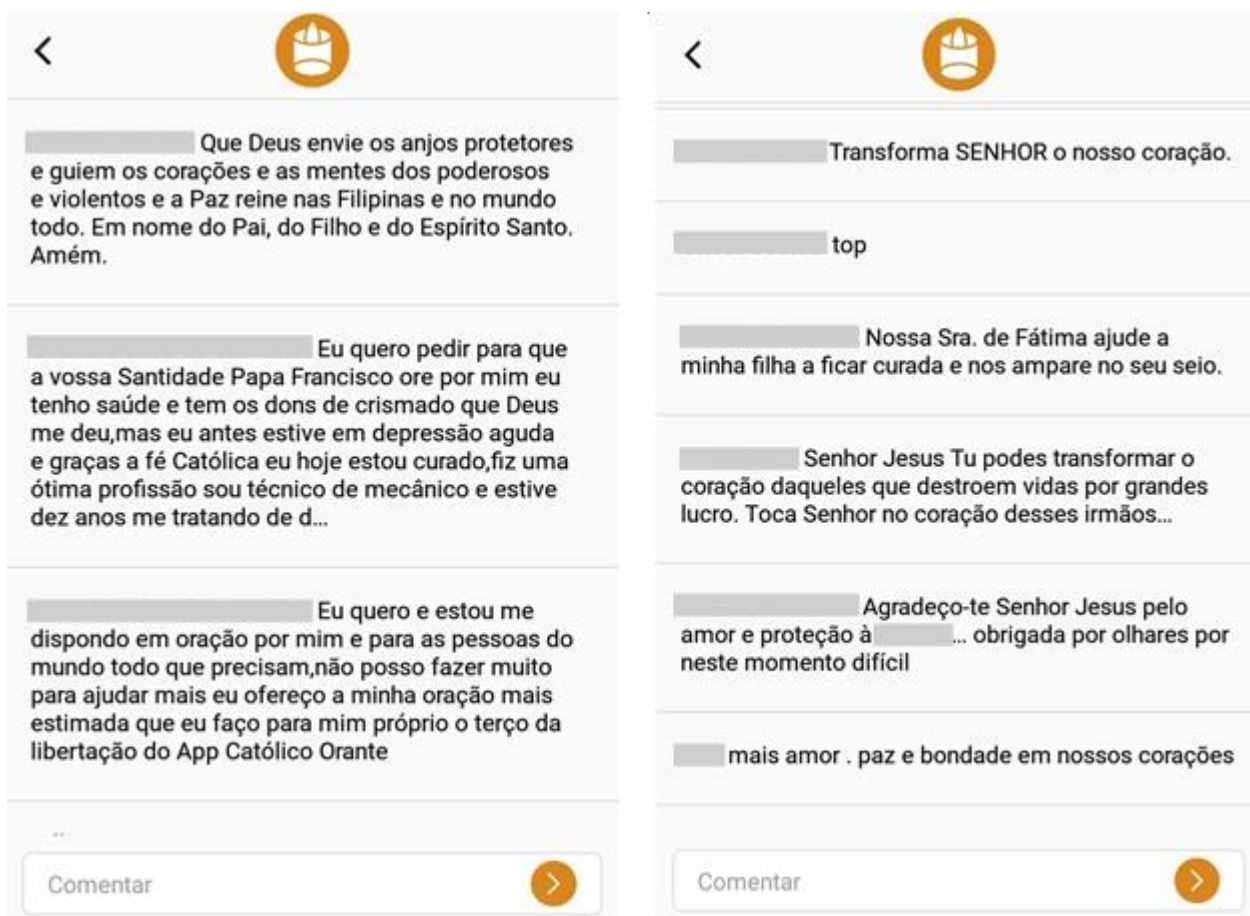 Que Deus envie os anjos protetores
e guiem os corações e as mentes dos poderosos
e violentos e a Paz reine nas Filipinas e no mundo
todo. Em nome do Pai, do Filho e do Espírito Santo.
Amém.
Eu quero pedir para que
a vossa Santidade Papa Francisco ore por mim eu
tenho saúde e tem os dons de crismado que Deus
me deu,mas eu antes estive em depressão aguda
e graças a fé Católica eu hoje estou curado,fiz uma
ótima profissão sou técnico de mecânico e estive
dez anos me tratando de d...
Eu quero e estou me
dispondo em oração por mim e para as pessoas do
mundo todo que precisam,não posso fazer muito
para ajudar mais eu ofereço a minha oração mais
estimada que eu faço para mim próprio o terço da
libertação do App Católico Orante
Comentar
Transforma SENHOR o nosso coração.
top
Nossa Sra. de Fátima ajude a
minha filha a ficar curada e nos ampare no seu seio.
Senhor Jesus Tu podes transformar o
coração daqueles que destroem vidas por grandes
lucro. Toca Senhor no coração desses irmãos...
Agradeço-te Senhor Jesus pelo
amor e proteção à ... obrigada por olhares por
neste momento difícil
mais amor . paz e bondade em nossos corações
Comentar